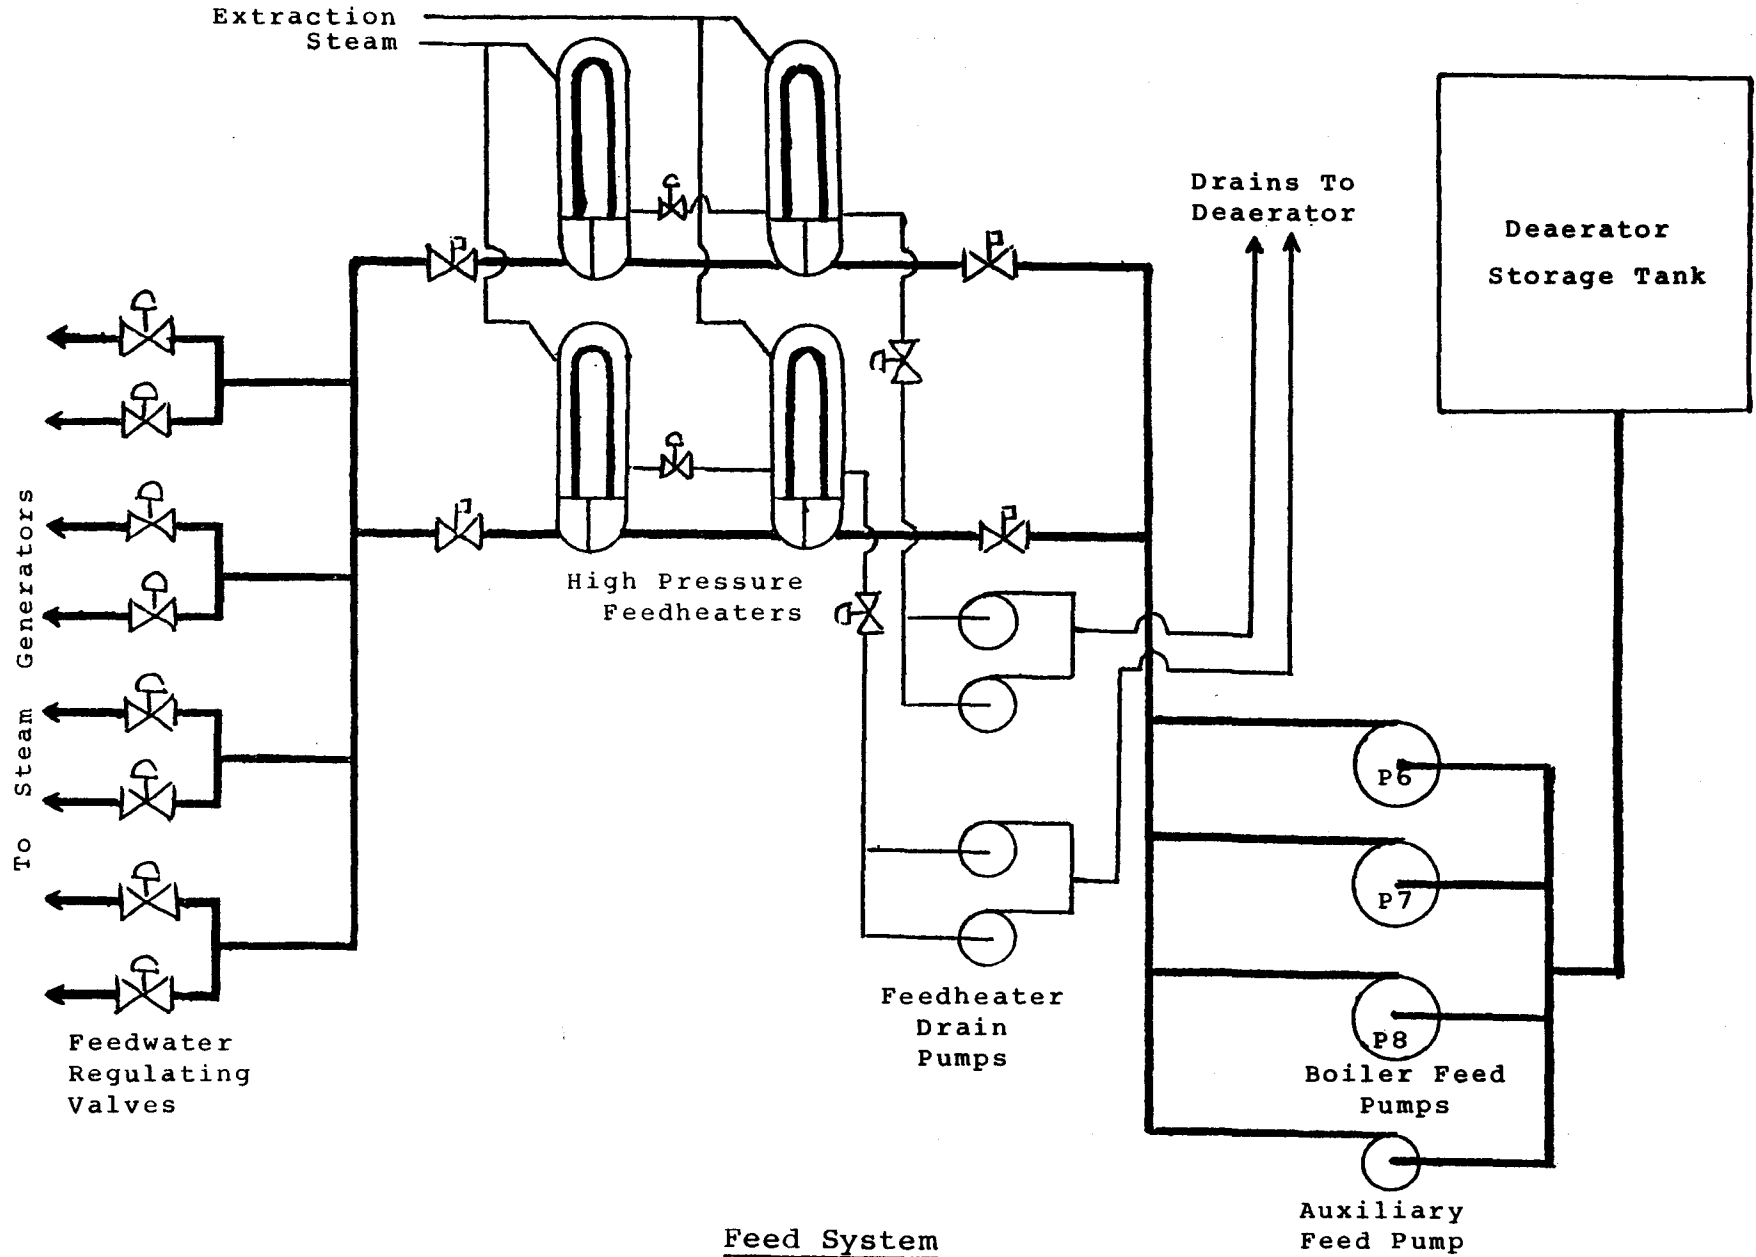 Extraction
Steam
Drains To
Deaerator
Deaerator
Storage Tank
To Steam Generators
High Pressure
Feedheaters
P6
P7
P8
Feedheater
Drain
Pumps
Feedwater
Regulating
Valves
Boiler Feed
Pumps
Auxiliary
Feed Pump
Feed System